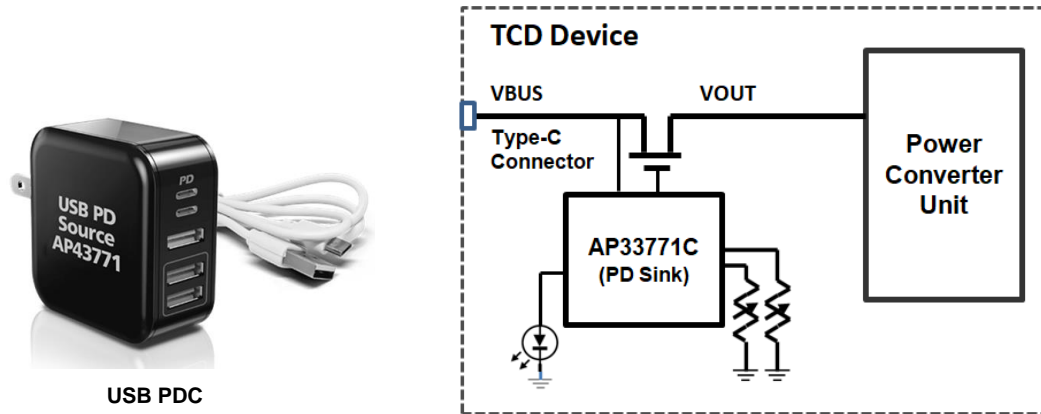 PD
USB PD
Source
AP43771
USB PDC
TCD Device
VBUS
VOUT
Type-C
Connector
AP33771C
(PD Sink)
Power
Converter
Unit